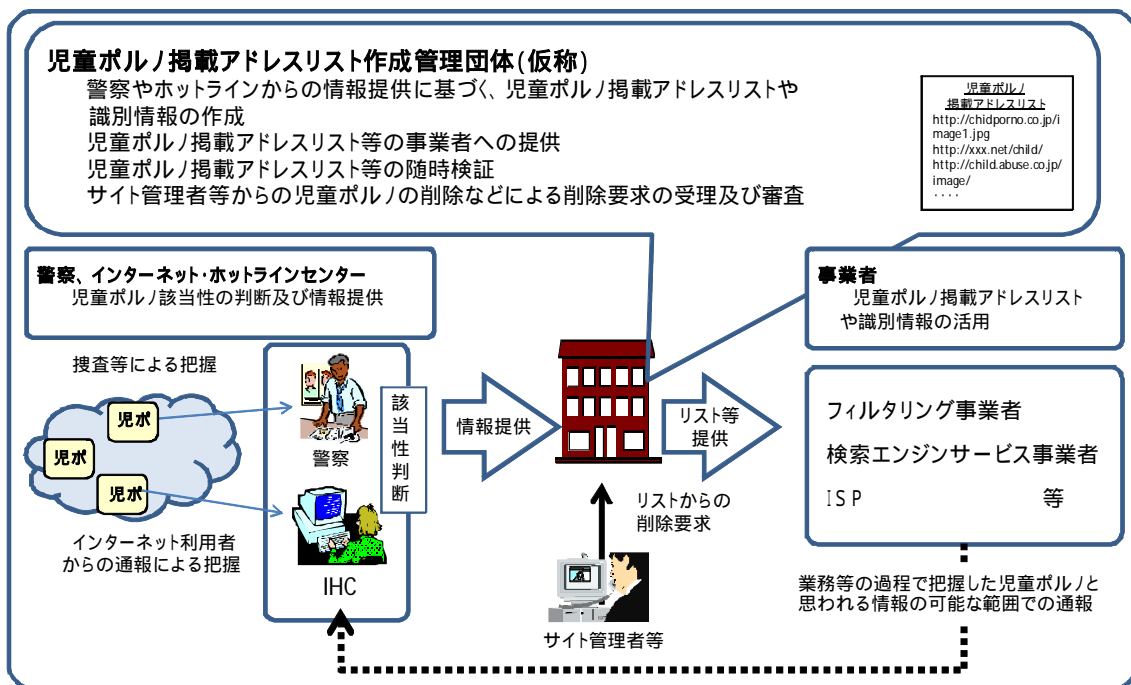 児童ポルノ掲載アドレスリスト作成管理団体(仮称)
警察やホットラインからの情報提供に基づく、児童ポルノ掲載アドレスリストや
識別情報の作成
児童ポルノ掲載アドレスリスト等の事業者への提供
児童ポルノ掲載アドレスリスト等の随時検証
サイト管理者等からの児童ポルノの削除などによる削除要求の受理及び審査
児童ポルノ
掲載アドレスリスト
http://chidporno.co.jp/i
mage1.jpg
http://xxx.net/child/
http://child.abuse.co.jp/
image/
・・・・
警察、インターネット・ホットラインセンター
児童ポルノ該当性の判断及び情報提供
事業者
児童ポルノ掲載アドレスリスト
や識別情報の活用
捜査等による把握
児ポ
児ポ
児ポ
インターネット利用者
からの通報による把握
警察
IHC
該当性判断
情報提供
リスト等
提供
リストからの
削除要求
サイト管理者等
フィルタリング事業者
検索エンジンサービス事業者
ISP 等
業務等の過程で把握した児童ポルノと
思われる情報の可能な範囲での通報